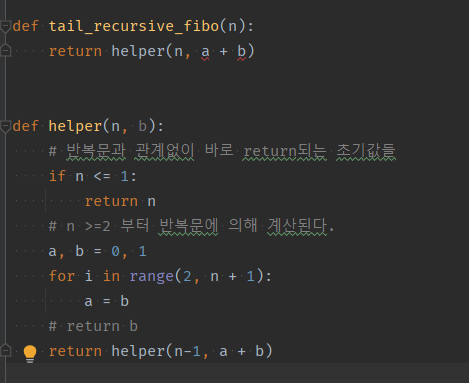 def tail_recursive_fibo(n):
    return helper(n, a + b)
def helper(n, b):
    # 반복문과 관계없이 바로 return되는 초기값들
    if n <= 1:
        return n
    # n >=2 부터 반복문에 의해 계산된다.
    a, b = 0, 1
    for i in range(2, n + 1):
        a = b
    # return b
    return helper(n-1, a + b)